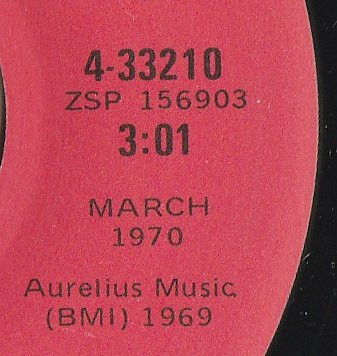 4-33210
ZSP 156903
3:01
MARCH
1970
Aurelius Music
(BMI) 1969